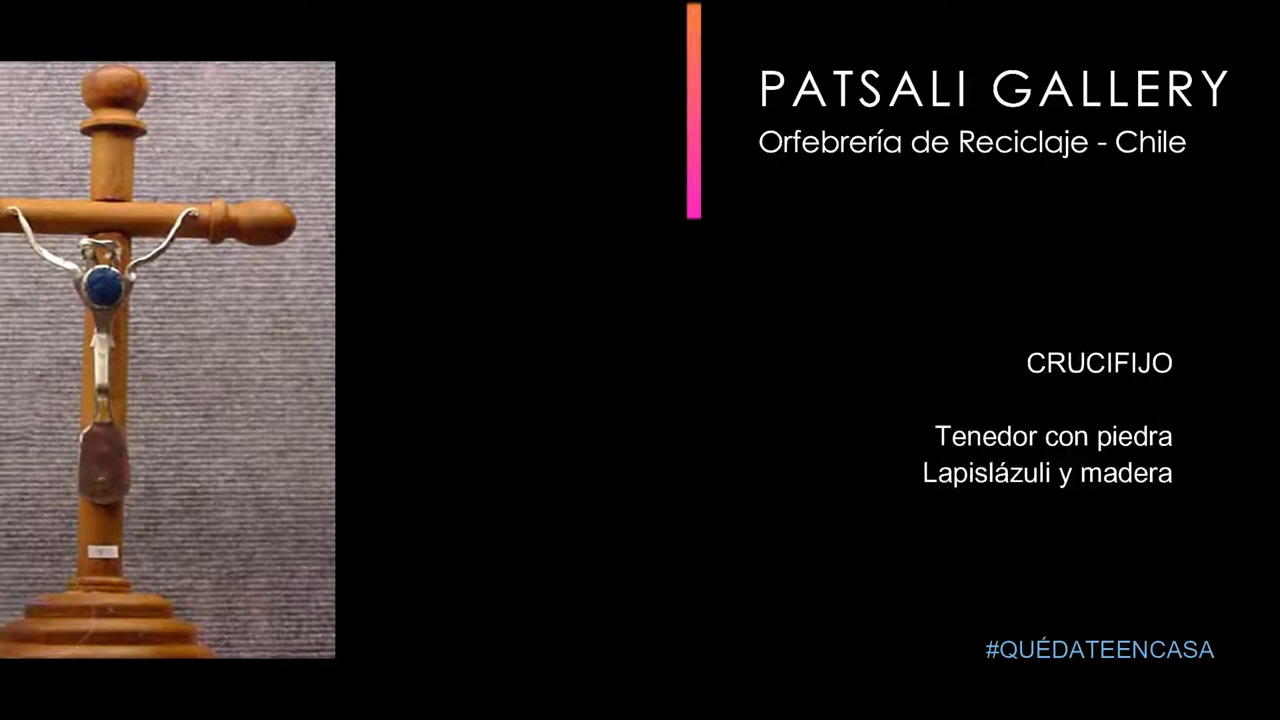 PATSALI GALLERY
Orfebrería de Reciclaje - Chile
CRUCIFIJO
Tenedor con piedra
Lapislázuli y madera
#QUÉDATEENCASA